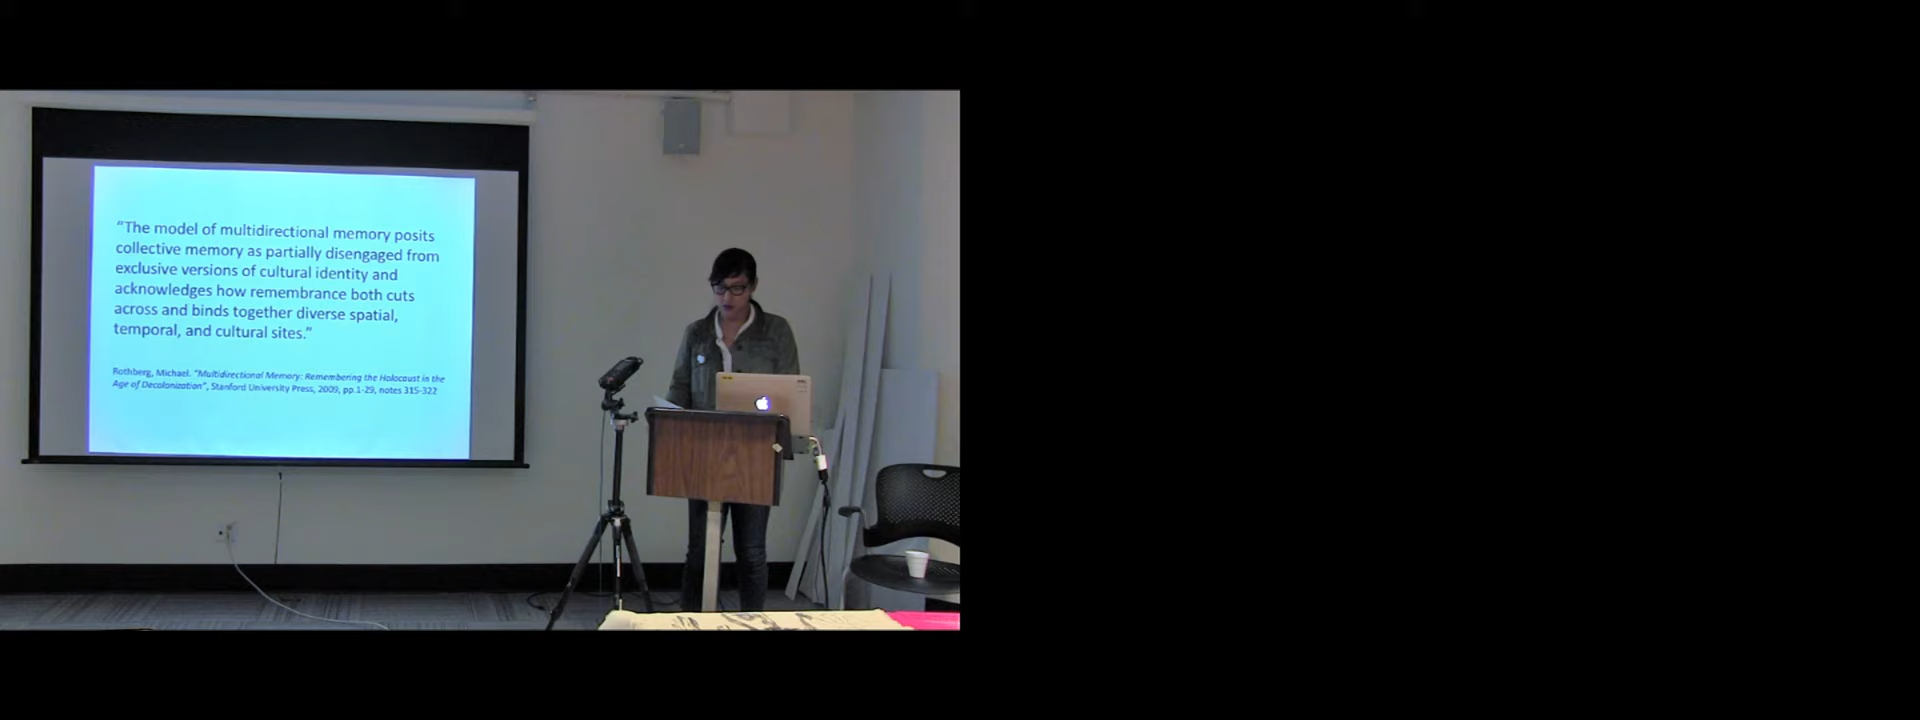 “The model of multidirectional memory posits
collective memory as partially disengaged from
exclusive versions of cultural identity and
acknowledges how remembrance both cuts
across and binds together diverse spatial,
temporal, and cultural sites.”
Rothberg, Michael. “Multidirectional Memory: Remembering the Holocaust in the
Age of Decolonization”, Stanford University Press, 2009, pp.1-29, notes 315-322